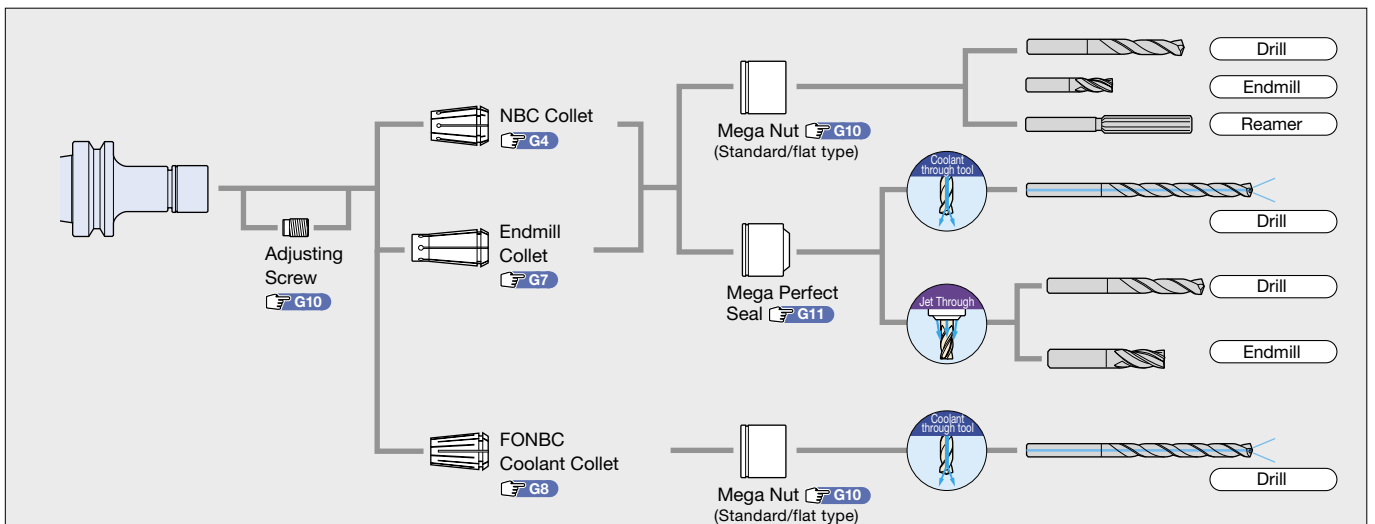 Drill
NBC Collet
G4
Endmill
Mega Nut G10
(Standard/flat type)
Reamer
Coolant
through tool
Drill
Adjusting
Screw
G10
Endmill
Collet
G7
Mega Perfect
Seal G11
Jet Through
Drill
Endmill
FONBC
Coolant Collet
G8
Mega Nut G10
(Standard/flat type)
Coolant
through tool
Drill